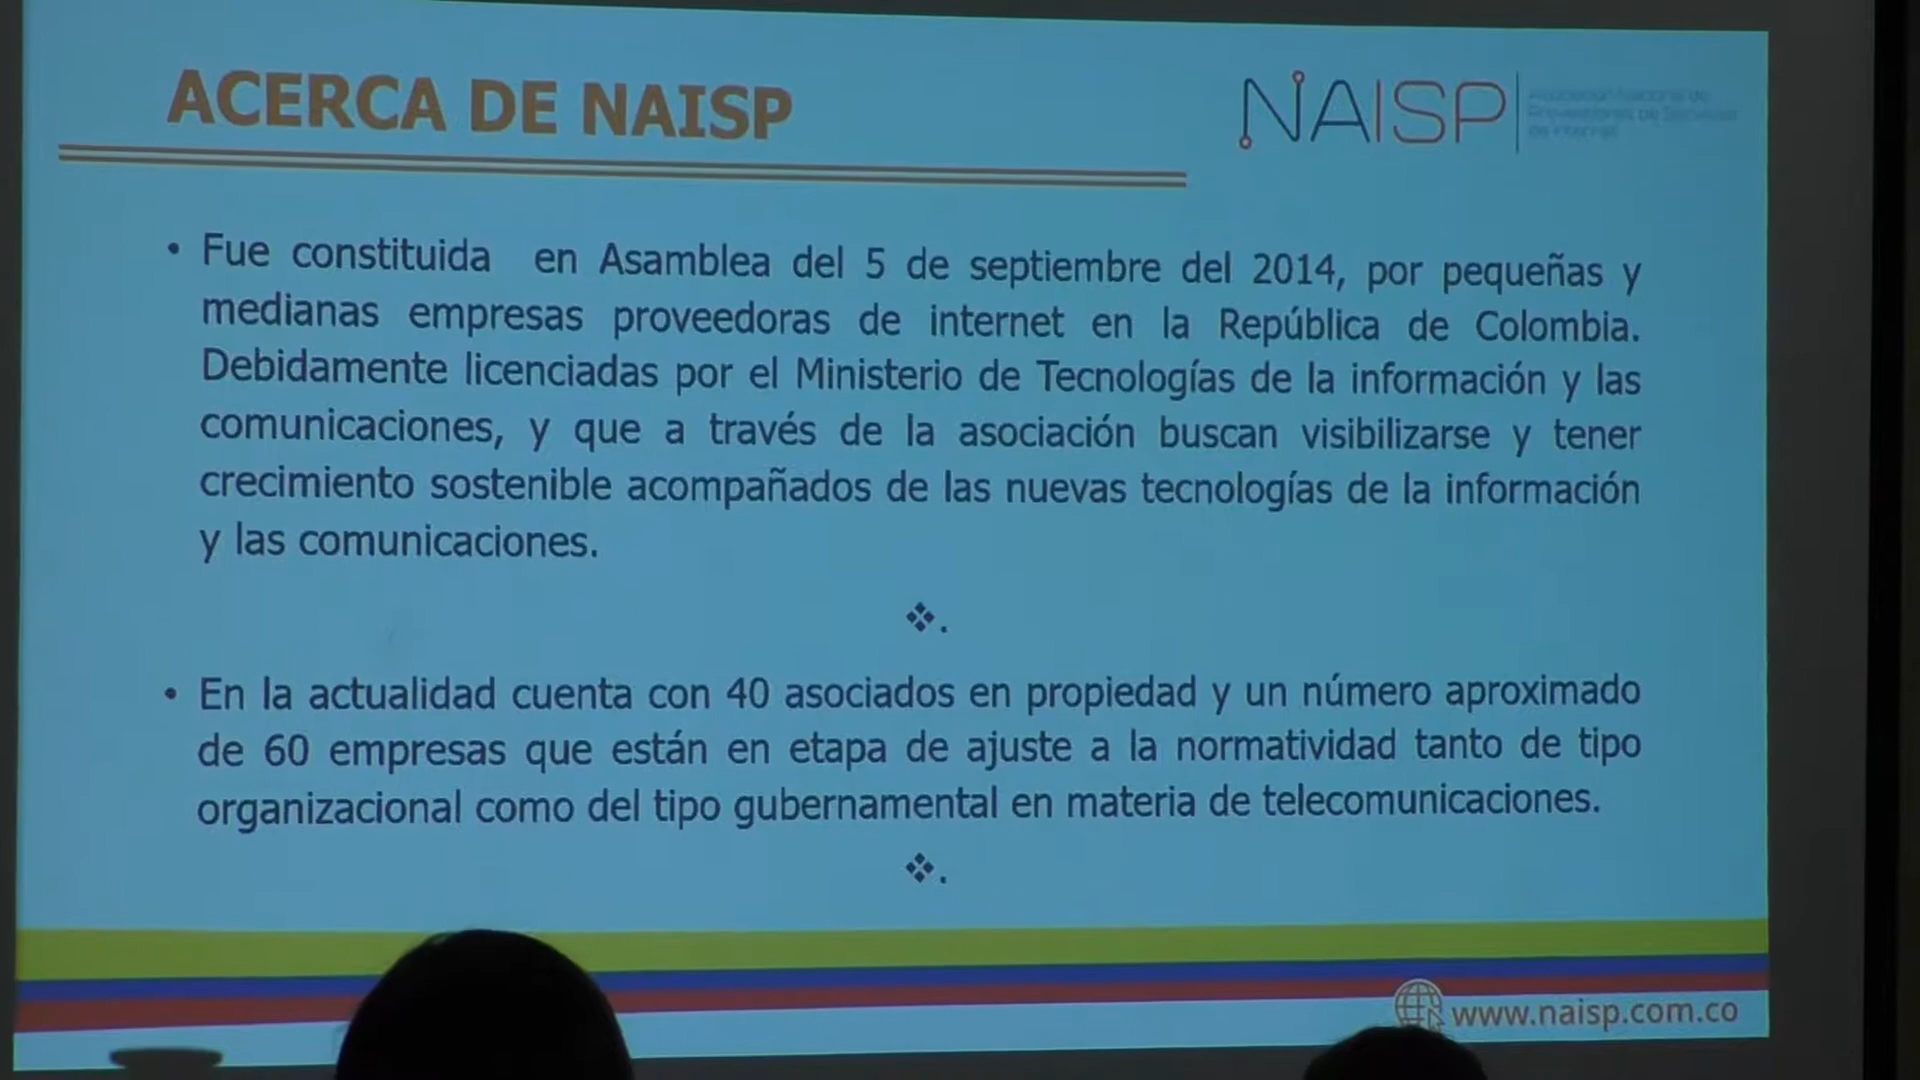 ACERCA DE NAISP
NAISP
• Fue constituida en Asamblea del 5 de septiembre del 2014, por pequeñas y
medianas empresas proveedoras de internet en la República de Colombia.
Debidamente licenciadas por el Ministerio de Tecnologías de la información y las
comunicaciones, y que a través de la asociación buscan visibilizarse y tener
crecimiento sostenible acompañados de las nuevas tecnologías de la información
y las comunicaciones.
❖.
• En la actualidad cuenta con 40 asociados en propiedad y un número aproximado
de 60 empresas que están en etapa de ajuste a la normatividad tanto de tipo
organizacional como del tipo gubernamental en materia de telecomunicaciones.
❖.
www.naisp.com.co